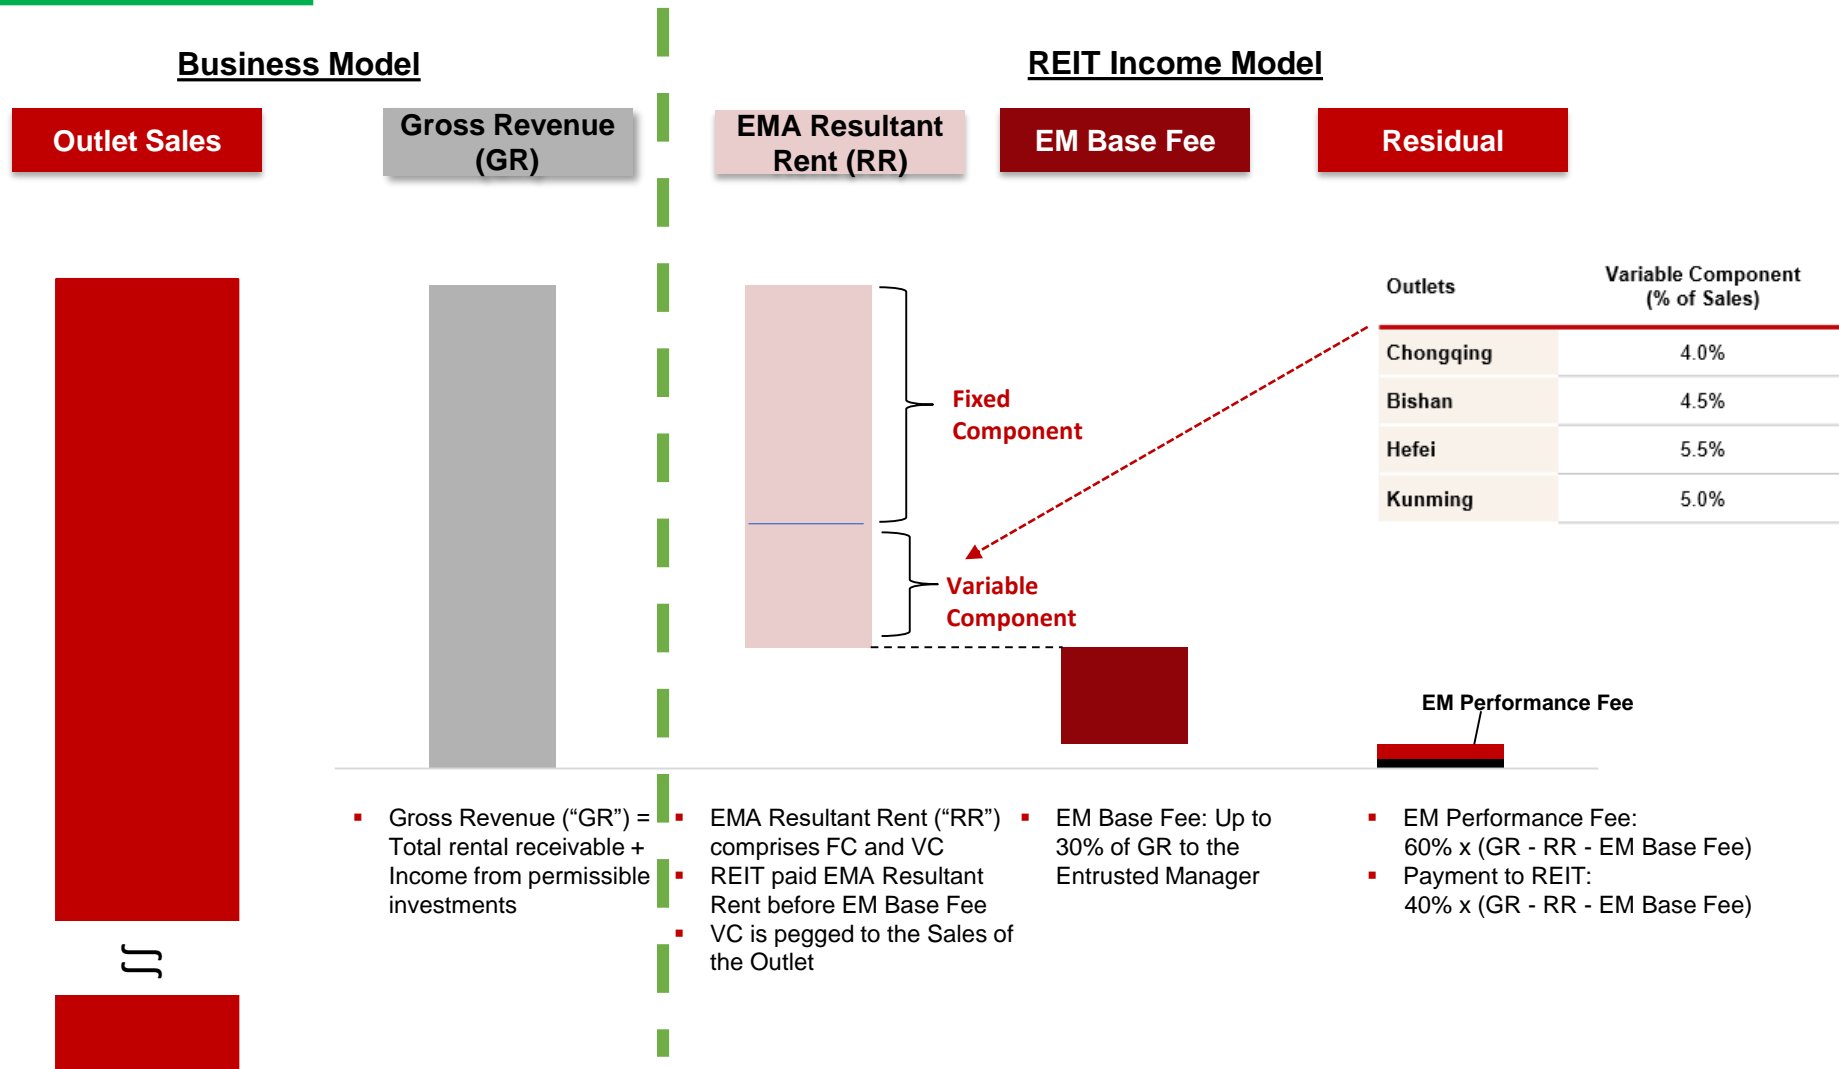 Business Model
REIT Income Model
Outlet Sales
Gross Revenue
(GR)
EMA Resultant
Rent (RR)
EM Base Fee
Residual
Outlets
Variable Component
(% of Sales)
Chongqing 4.0%
Bishan 4.5%
Hefei 5.5%
Kunming 5.0%
Fixed
Component
Variable
Component
EM Performance Fee
▪ Gross Revenue (“GR”) =
Total rental receivable +
Income from permissible
investments
▪ EMA Resultant Rent (“RR”)
comprises FC and VC
▪ REIT paid EMA Resultant
Rent before EM Base Fee
▪ VC is pegged to the Sales of
the Outlet
▪ EM Base Fee: Up to
30% of GR to the
Entrusted Manager
▪ EM Performance Fee:
60% x (GR - RR - EM Base Fee)
▪ Payment to REIT:
40% x (GR - RR - EM Base Fee)